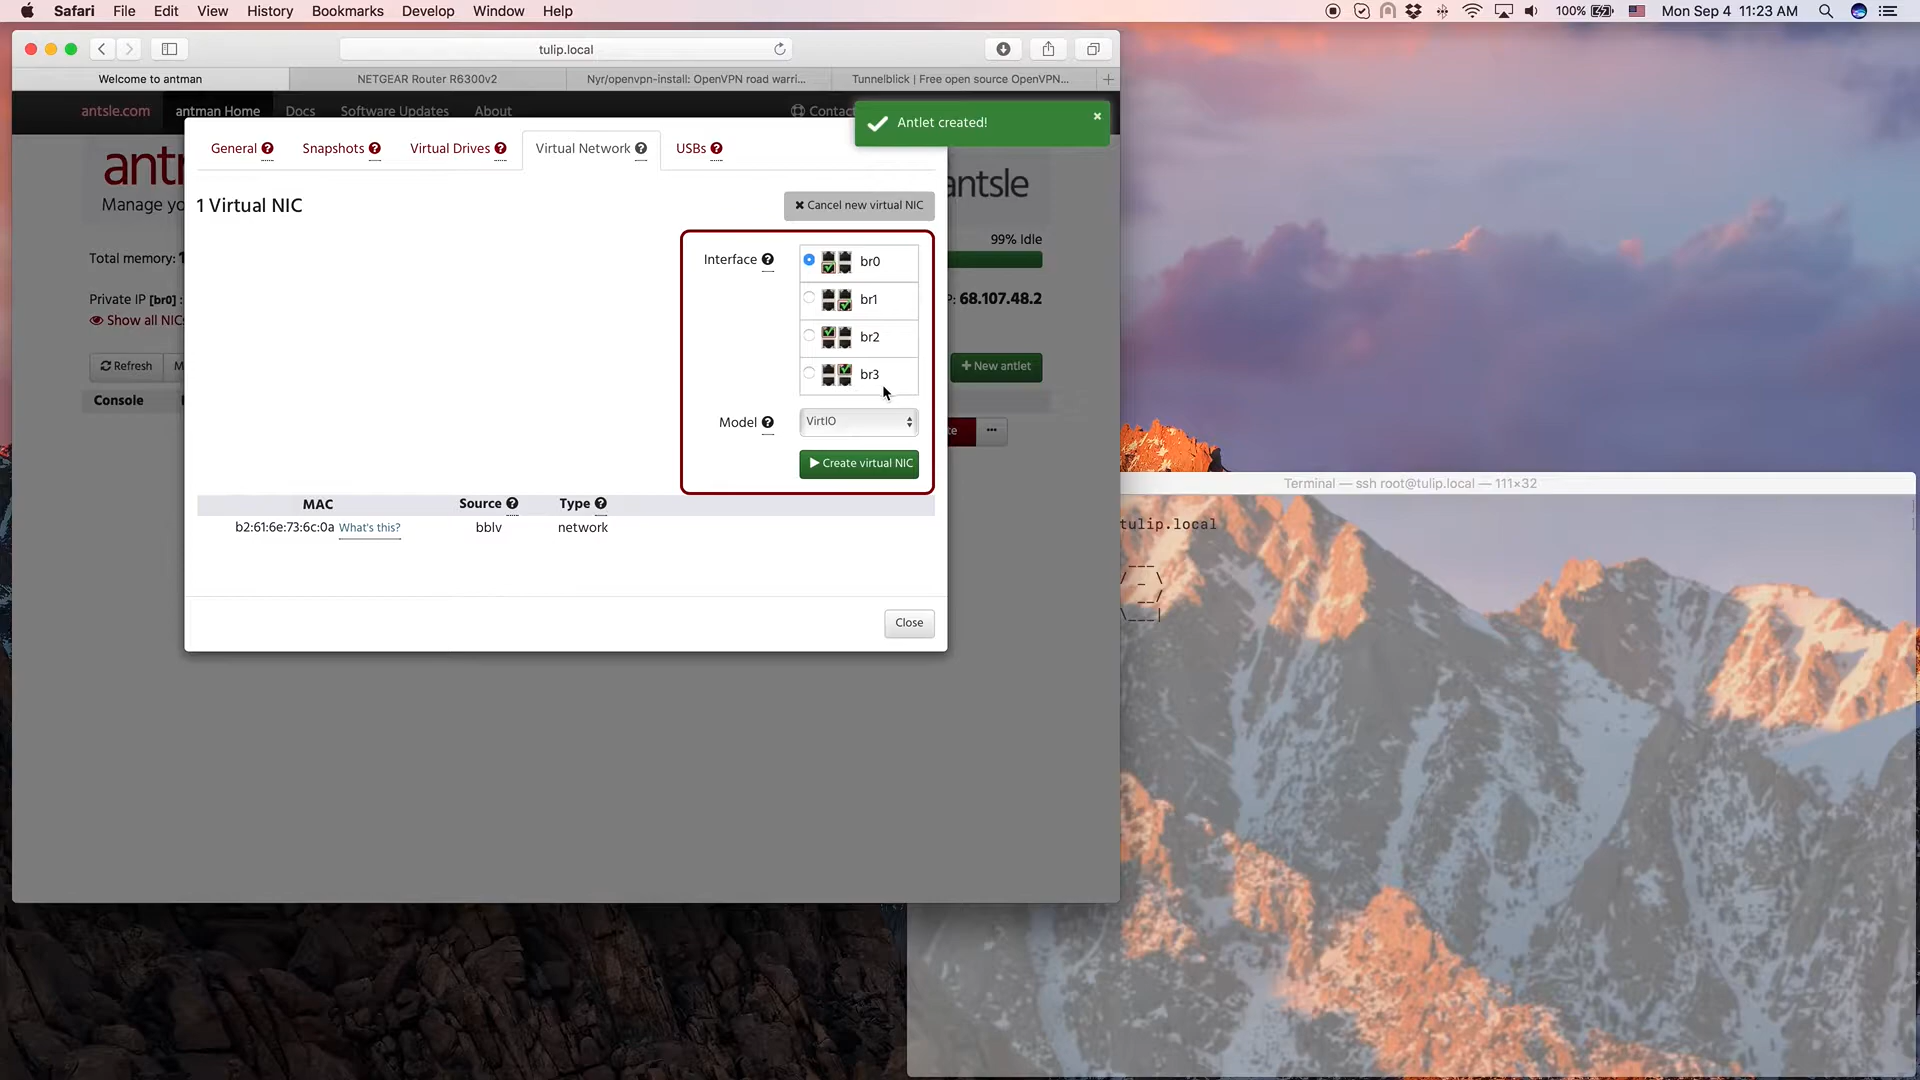 Safari File Edit View History Bookmarks Develop Window Help 100% Mon Sep 4 11:23 AM
tulip.local
Welcome to antman NETGEAR Router R6300v2 Nyr/openvpn-install: OpenVPN road warri... Tunnelblick | Free open source OpenVPN...
antsle.com antman Home Docs Software Updates About Contac
Antlet created! ×
General ? Snapshots ? Virtual Drives ? Virtual Network ? USBs ?
ant antsle
Manage yo
1 Virtual NIC Cancel new virtual NIC
99% Idle
Total memory: 1
Interface ? br0
br1
br2
br3
Private IP [br0] : : 68.107.48.2
Show all NICs
Refresh M + New antlet
Console
Model ? VirtIO
te ...
Create virtual NIC
MAC Source ? Type ?
b2:61:6e:73:6c:0a What's this? bblv network
Close
Terminal — ssh root@tulip.local — 111×32
tulip.local